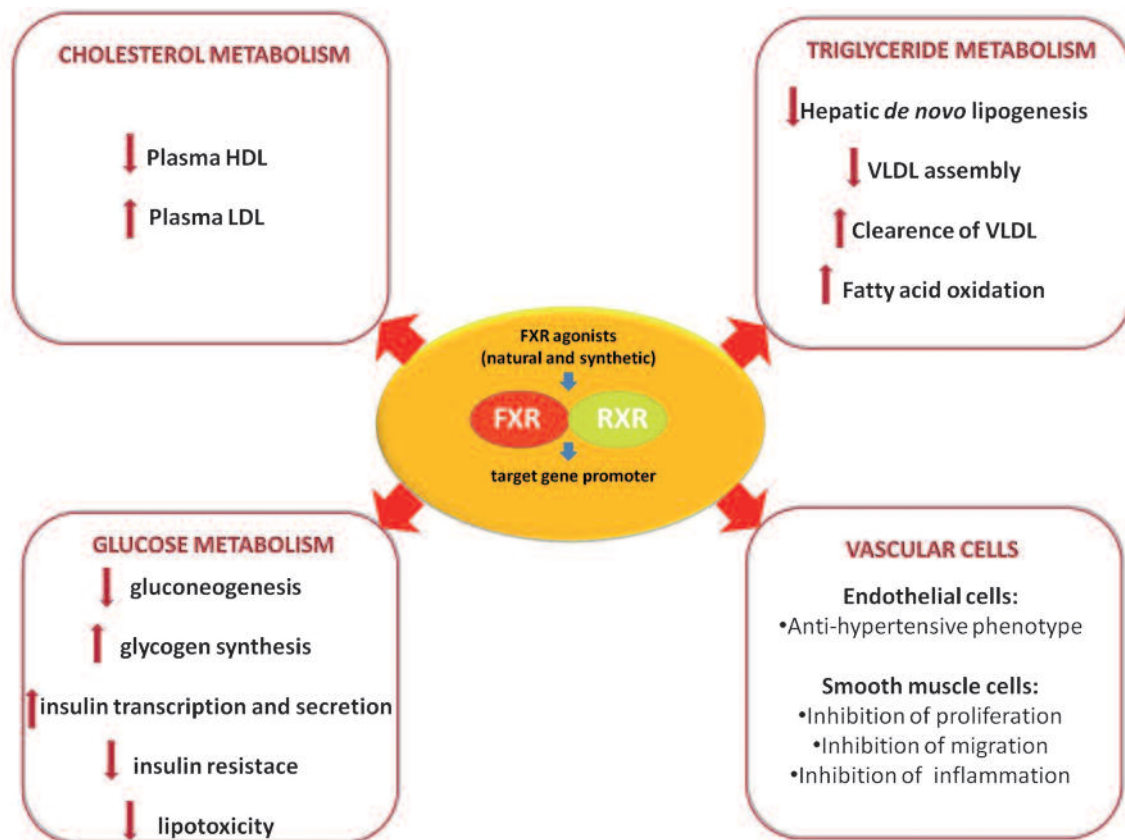 CHOLESTEROL METABOLISM
Plasma HDL
Plasma LDL
TRIGLYCERIDE METABOLISM
Hepatic de novo lipogenesis
VLDL assembly
Clearence of VLDL
Fatty acid oxidation
FXR agonists
(natural and synthetic)
FXR RXR
target gene promoter
GLUCOSE METABOLISM
gluconeogenesis
glycogen synthesis
insulin transcription and secretion
insulin resistace
lipotoxicity
VASCULAR CELLS
Endothelial cells:
•Anti-hypertensive phenotype
Smooth muscle cells:
•Inhibition of proliferation
•Inhibition of migration
•Inhibition of inflammation